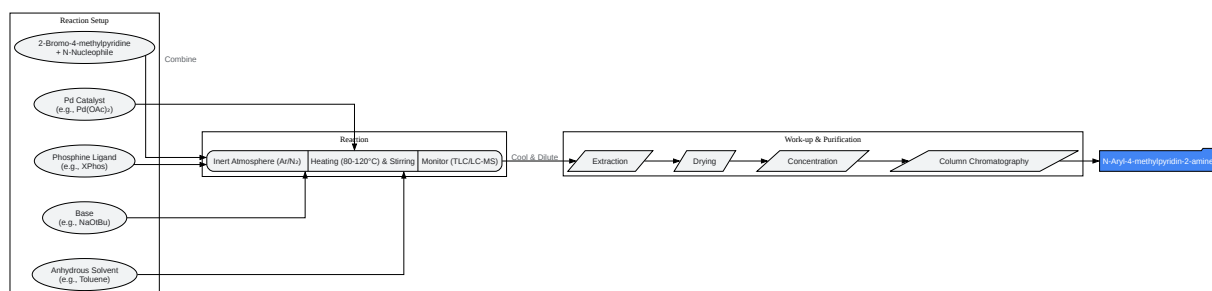 Reaction Setup
2-Bromo-4-methylpyridine
+ N-Nucleophile
Combine
Pd Catalyst
(e.g., Pd(OAc)₂)
Phosphine Ligand
(e.g., XPhos)
Base
(e.g., NaOtBu)
Anhydrous Solvent
(e.g., Toluene)
Reaction
Inert Atmosphere (Ar/N₂)
Heating (80-120°C) & Stirring
Monitor (TLC/LC-MS)
Cool & Dilute
Work-up & Purification
Extraction
Drying
Concentration
Column Chromatography
N-Aryl-4-methylpyridin-2-amine